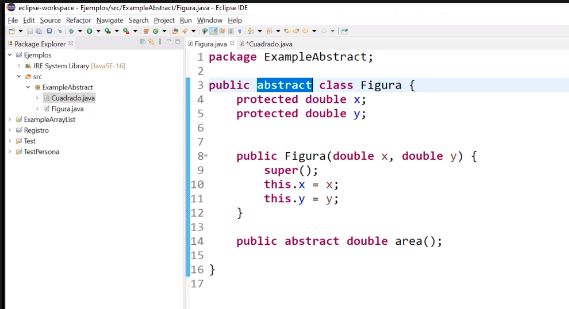 eclipse-workspace - Ejemplos/src/ExampleAbstract/Figura.java - Eclipse IDE
File Edit Source Refactor Navigate Search Project Run Window Help
Package Explorer
Ejemplos
JRE System Library [JavaSE-16]
src
ExampleAbstract
Cuadrado.java
Figura.java
ExampleArrayList
Registro
Test
TestPersona
Figura.java *Cuadrado.java
1 package ExampleAbstract;
2
3 public abstract class Figura {
4 protected double x;
5 protected double y;
6
7
8 public Figura(double x, double y) {
9 super();
10 this.x = x;
11 this.y = y;
12 }
13
14 public abstract double area();
15
16 }
17